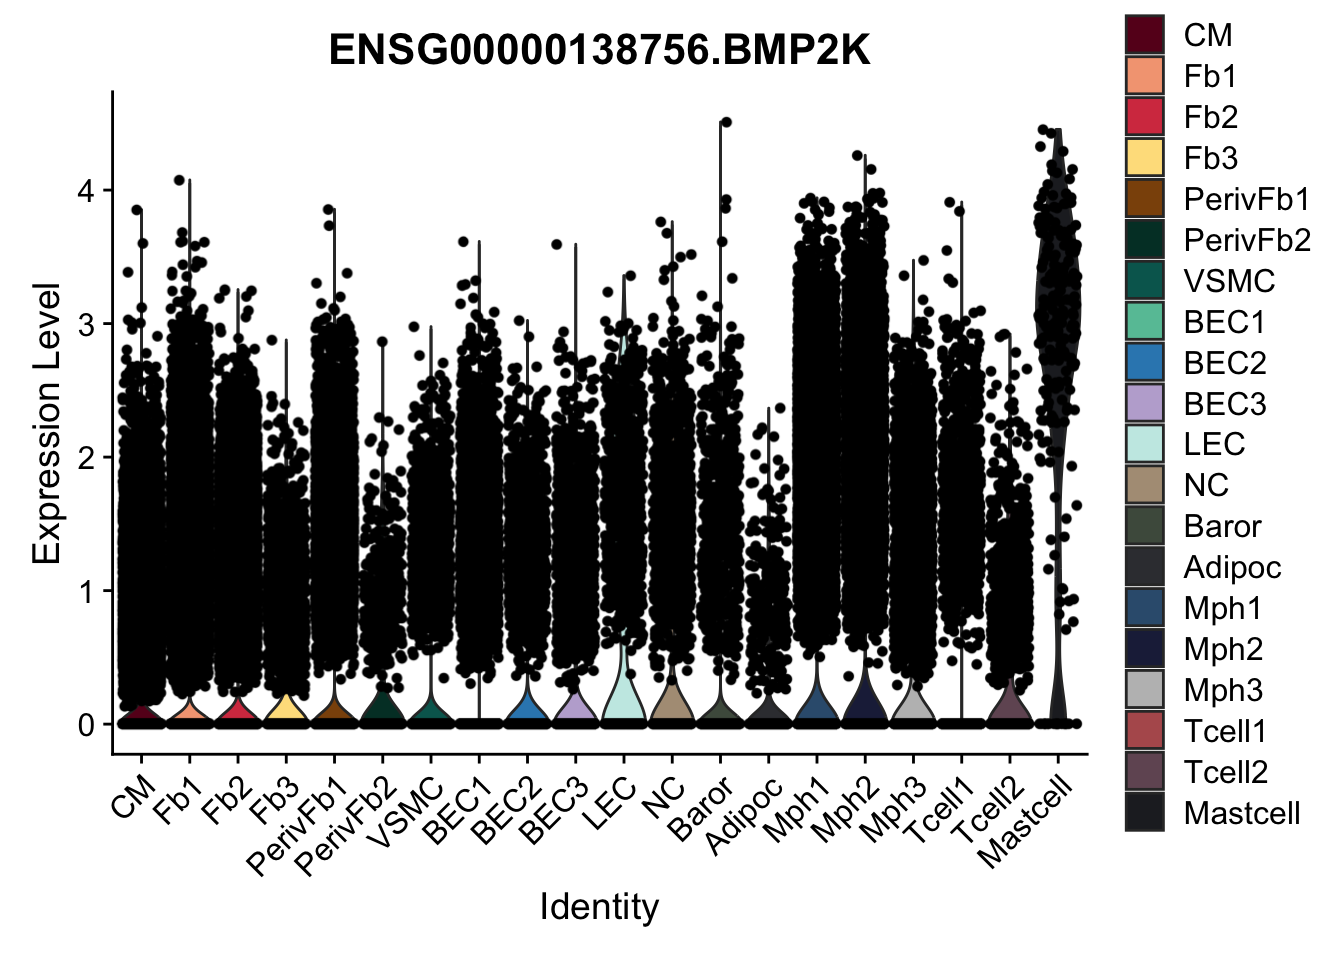 ENSG00000138756.BMP2K
Expression Level
4
3
2
1
0
CM
Fb1
Fb2
Fb3
PerivFb1
PerivFb2
VSMC
BEC1
BEC2
BEC3
LEC
NC
Baror
Adipoc
Mph1
Mph2
Mph3
Tcell1
Tcell2
Mastcell
Identity
CM
Fb1
Fb2
Fb3
PerivFb1
PerivFb2
VSMC
BEC1
BEC2
BEC3
LEC
NC
Baror
Adipoc
Mph1
Mph2
Mph3
Tcell1
Tcell2
Mastcell